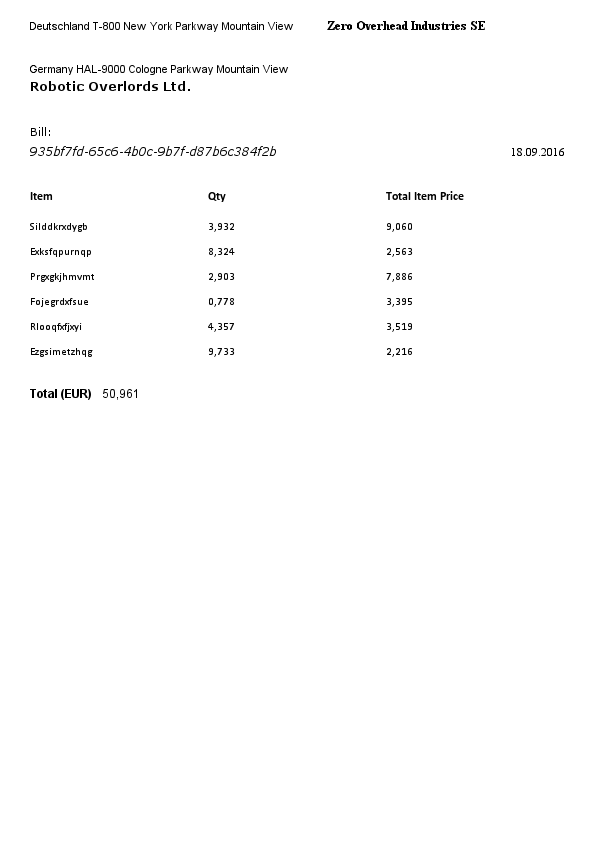 Deutschland T-800 New York Parkway Mountain View Zero Overhead Industries SE
Germany HAL-9000 Cologne Parkway Mountain View
Robotic Overlords Ltd.
Bill:
935bf7fd-65c6-4b0c-9b7f-d87b6c384f2b 18.09.2016
Item Qty Total Item Price
Silddkrxdygb 3,932 9,060
Exksfqpurnqp 8,324 2,563
Prgxgkjhmvmt 2,903 7,886
Fojegrdxfsue 0,778 3,395
Rlooqfxfjxyi 4,357 3,519
Ezgsimetzhqg 9,733 2,216
Total (EUR) 50,961